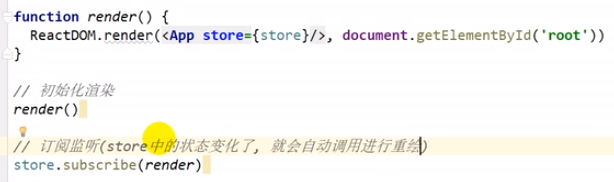 function render() {
  ReactDOM.render(<App store={store}/>, document.getElementById('root'))
}
// 初始化渲染
render()
// 订阅监听(store中的状态变化了, 就会自动调用进行重绘)
store.subscribe(render)